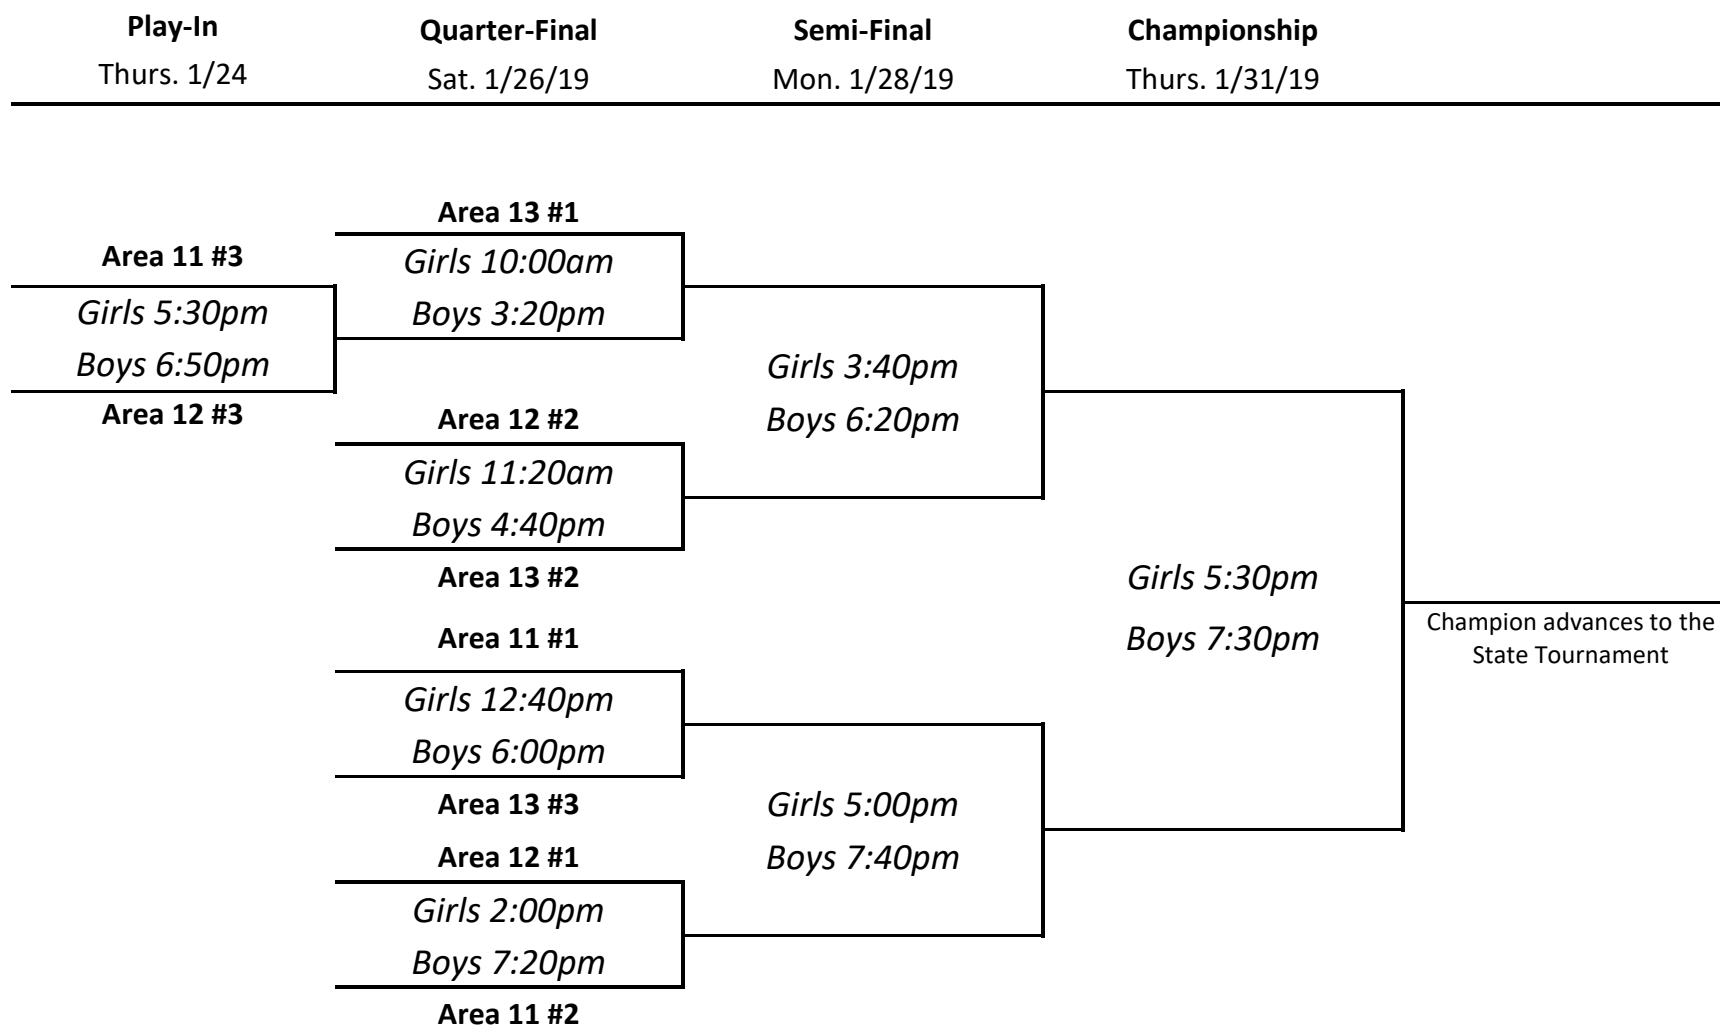 Play-In
Quarter-Final
Semi-Final
Championship
Thurs. 1/24
Sat. 1/26/19
Mon. 1/28/19
Thurs. 1/31/19
Area 11 #3
Girls 5:30pm
Boys 6:50pm
Area 12 #3
Area 13 #1
Girls 10:00am
Boys 3:20pm
Area 12 #2
Girls 11:20am
Boys 4:40pm
Area 13 #2
Area 11 #1
Girls 12:40pm
Boys 6:00pm
Area 13 #3
Area 12 #1
Girls 2:00pm
Boys 7:20pm
Area 11 #2
Girls 3:40pm
Boys 6:20pm
Girls 5:00pm
Boys 7:40pm
Girls 5:30pm
Boys 7:30pm
Champion advances to the
State Tournament